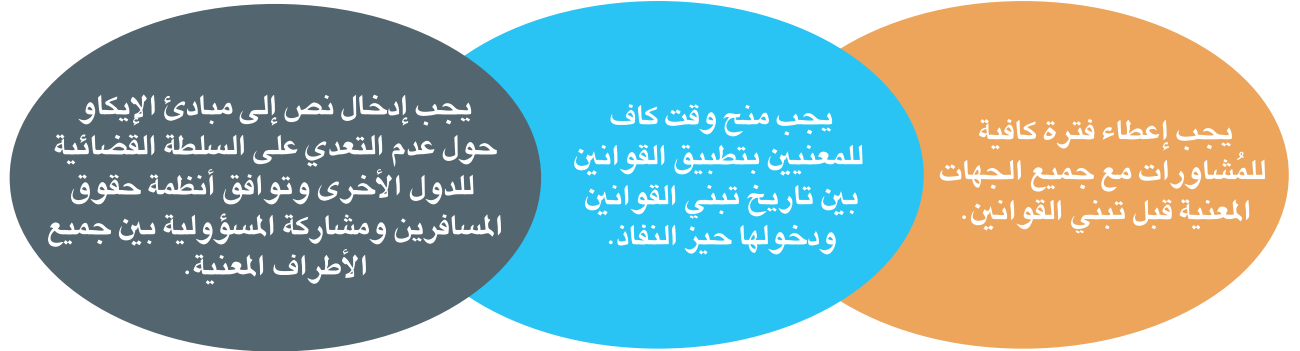 يجب إعطاء فترة كافية
للمُشاورات مع جميع الجهات
المعنية قبل تبني القوانين.
يجب منح وقت كاف
للمعنيين بتطبيق القوانين
بين تاريخ تبني القوانين
ودخولها حيز النفاذ.
يجب إدخال نص إلى مبادئ الإيكاو
حول عدم التعدي على السلطة القضائية
للدول الأخرى وتوافق أنظمة حقوق
المسافرين ومشاركة المسؤولية بين جميع
الأطراف المعنية.